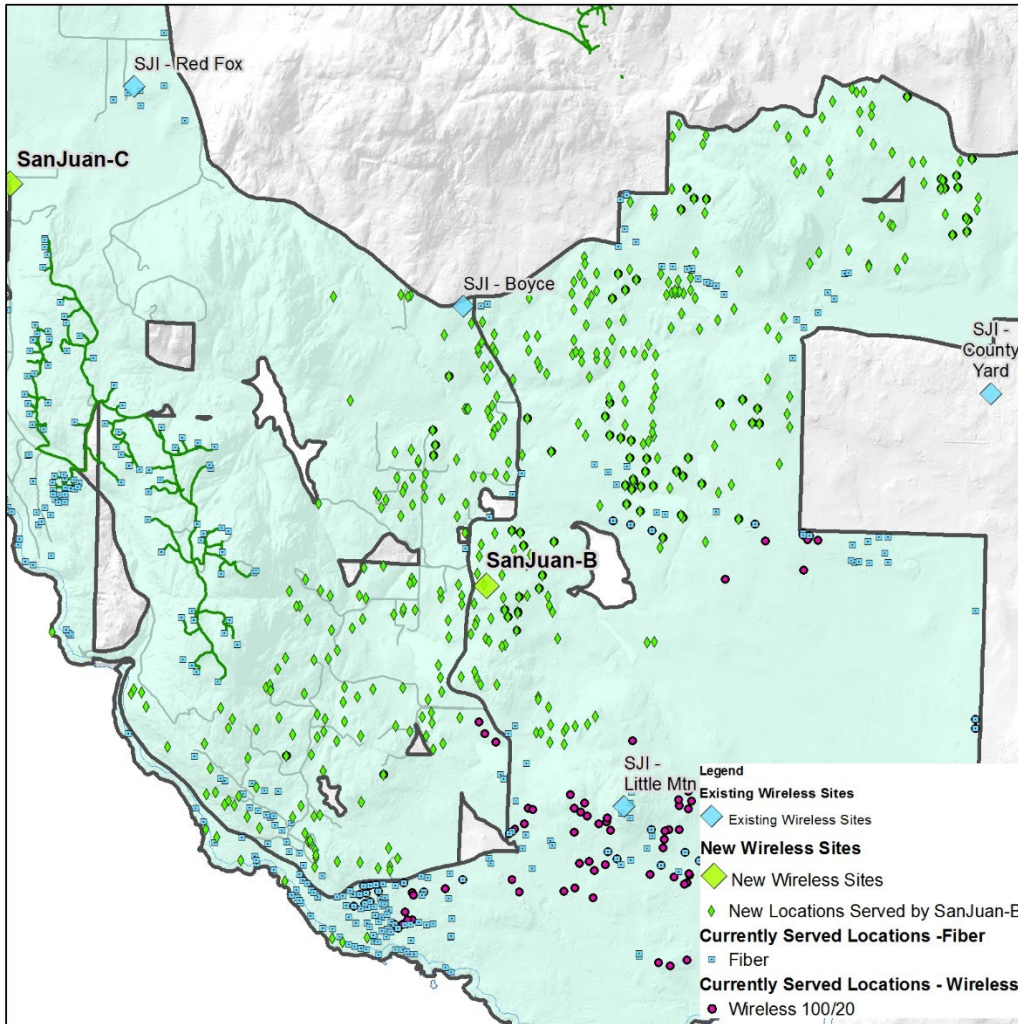 SJI - Red Fox
SanJuan-C
SJI - Boyce
SJI -
County
Yard
SanJuan-B
SJI -
Little Mtn
Legend
Existing Wireless Sites
Existing Wireless Sites
New Wireless Sites
New Wireless Sites
New Locations Served by SanJuan-B
Currently Served Locations -Fiber
Fiber
Currently Served Locations - Wireless
Wireless 100/20